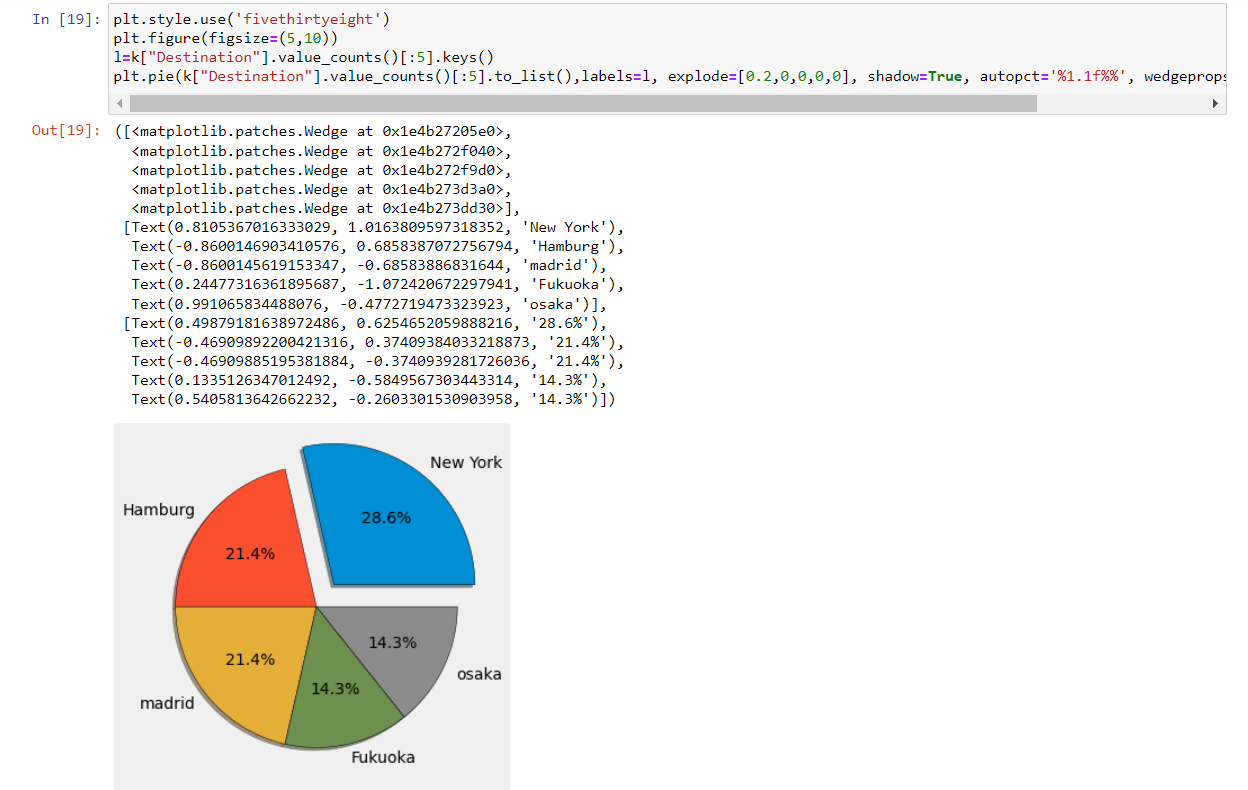 In [19]: plt.style.use('fivethirtyeight')
plt.figure(figsize=(5,10))
l=k["Destination"].value_counts()[:5].keys()
plt.pie(k["Destination"].value_counts()[:5].to_list(),labels=l, explode=[0.2,0,0,0,0], shadow=True, autopct='%1.1f%%', wedgeprops
Out[19]: ([<matplotlib.patches.Wedge at 0x1e4b27205e0>,
<matplotlib.patches.Wedge at 0x1e4b272f040>,
<matplotlib.patches.Wedge at 0x1e4b272f9d0>,
<matplotlib.patches.Wedge at 0x1e4b273d3a0>,
<matplotlib.patches.Wedge at 0x1e4b273dd30>],
[Text(0.8105367016333029, 1.0163809597318352, 'New York'),
Text(-0.8600146903410576, 0.6858387072756794, 'Hamburg'),
Text(-0.8600145619153347, -0.68583886831644, 'madrid'),
Text(0.24477316361895687, -1.072420672297941, 'Fukuoka'),
Text(0.991065834488076, -0.4772719473323923, 'osaka')],
[Text(0.49879181638972486, 0.6254652059888216, '28.6%'),
Text(-0.46909892200421316, 0.37409384033218873, '21.4%'),
Text(-0.46909885195381884, -0.3740939281726036, '21.4%'),
Text(0.1335126347012492, -0.5849567303443314, '14.3%'),
Text(0.5405813642662232, -0.2603301530903958, '14.3%')])
New York
Hamburg
28.6%
21.4%
14.3%
21.4%
osaka
14.3%
madrid
Fukuoka